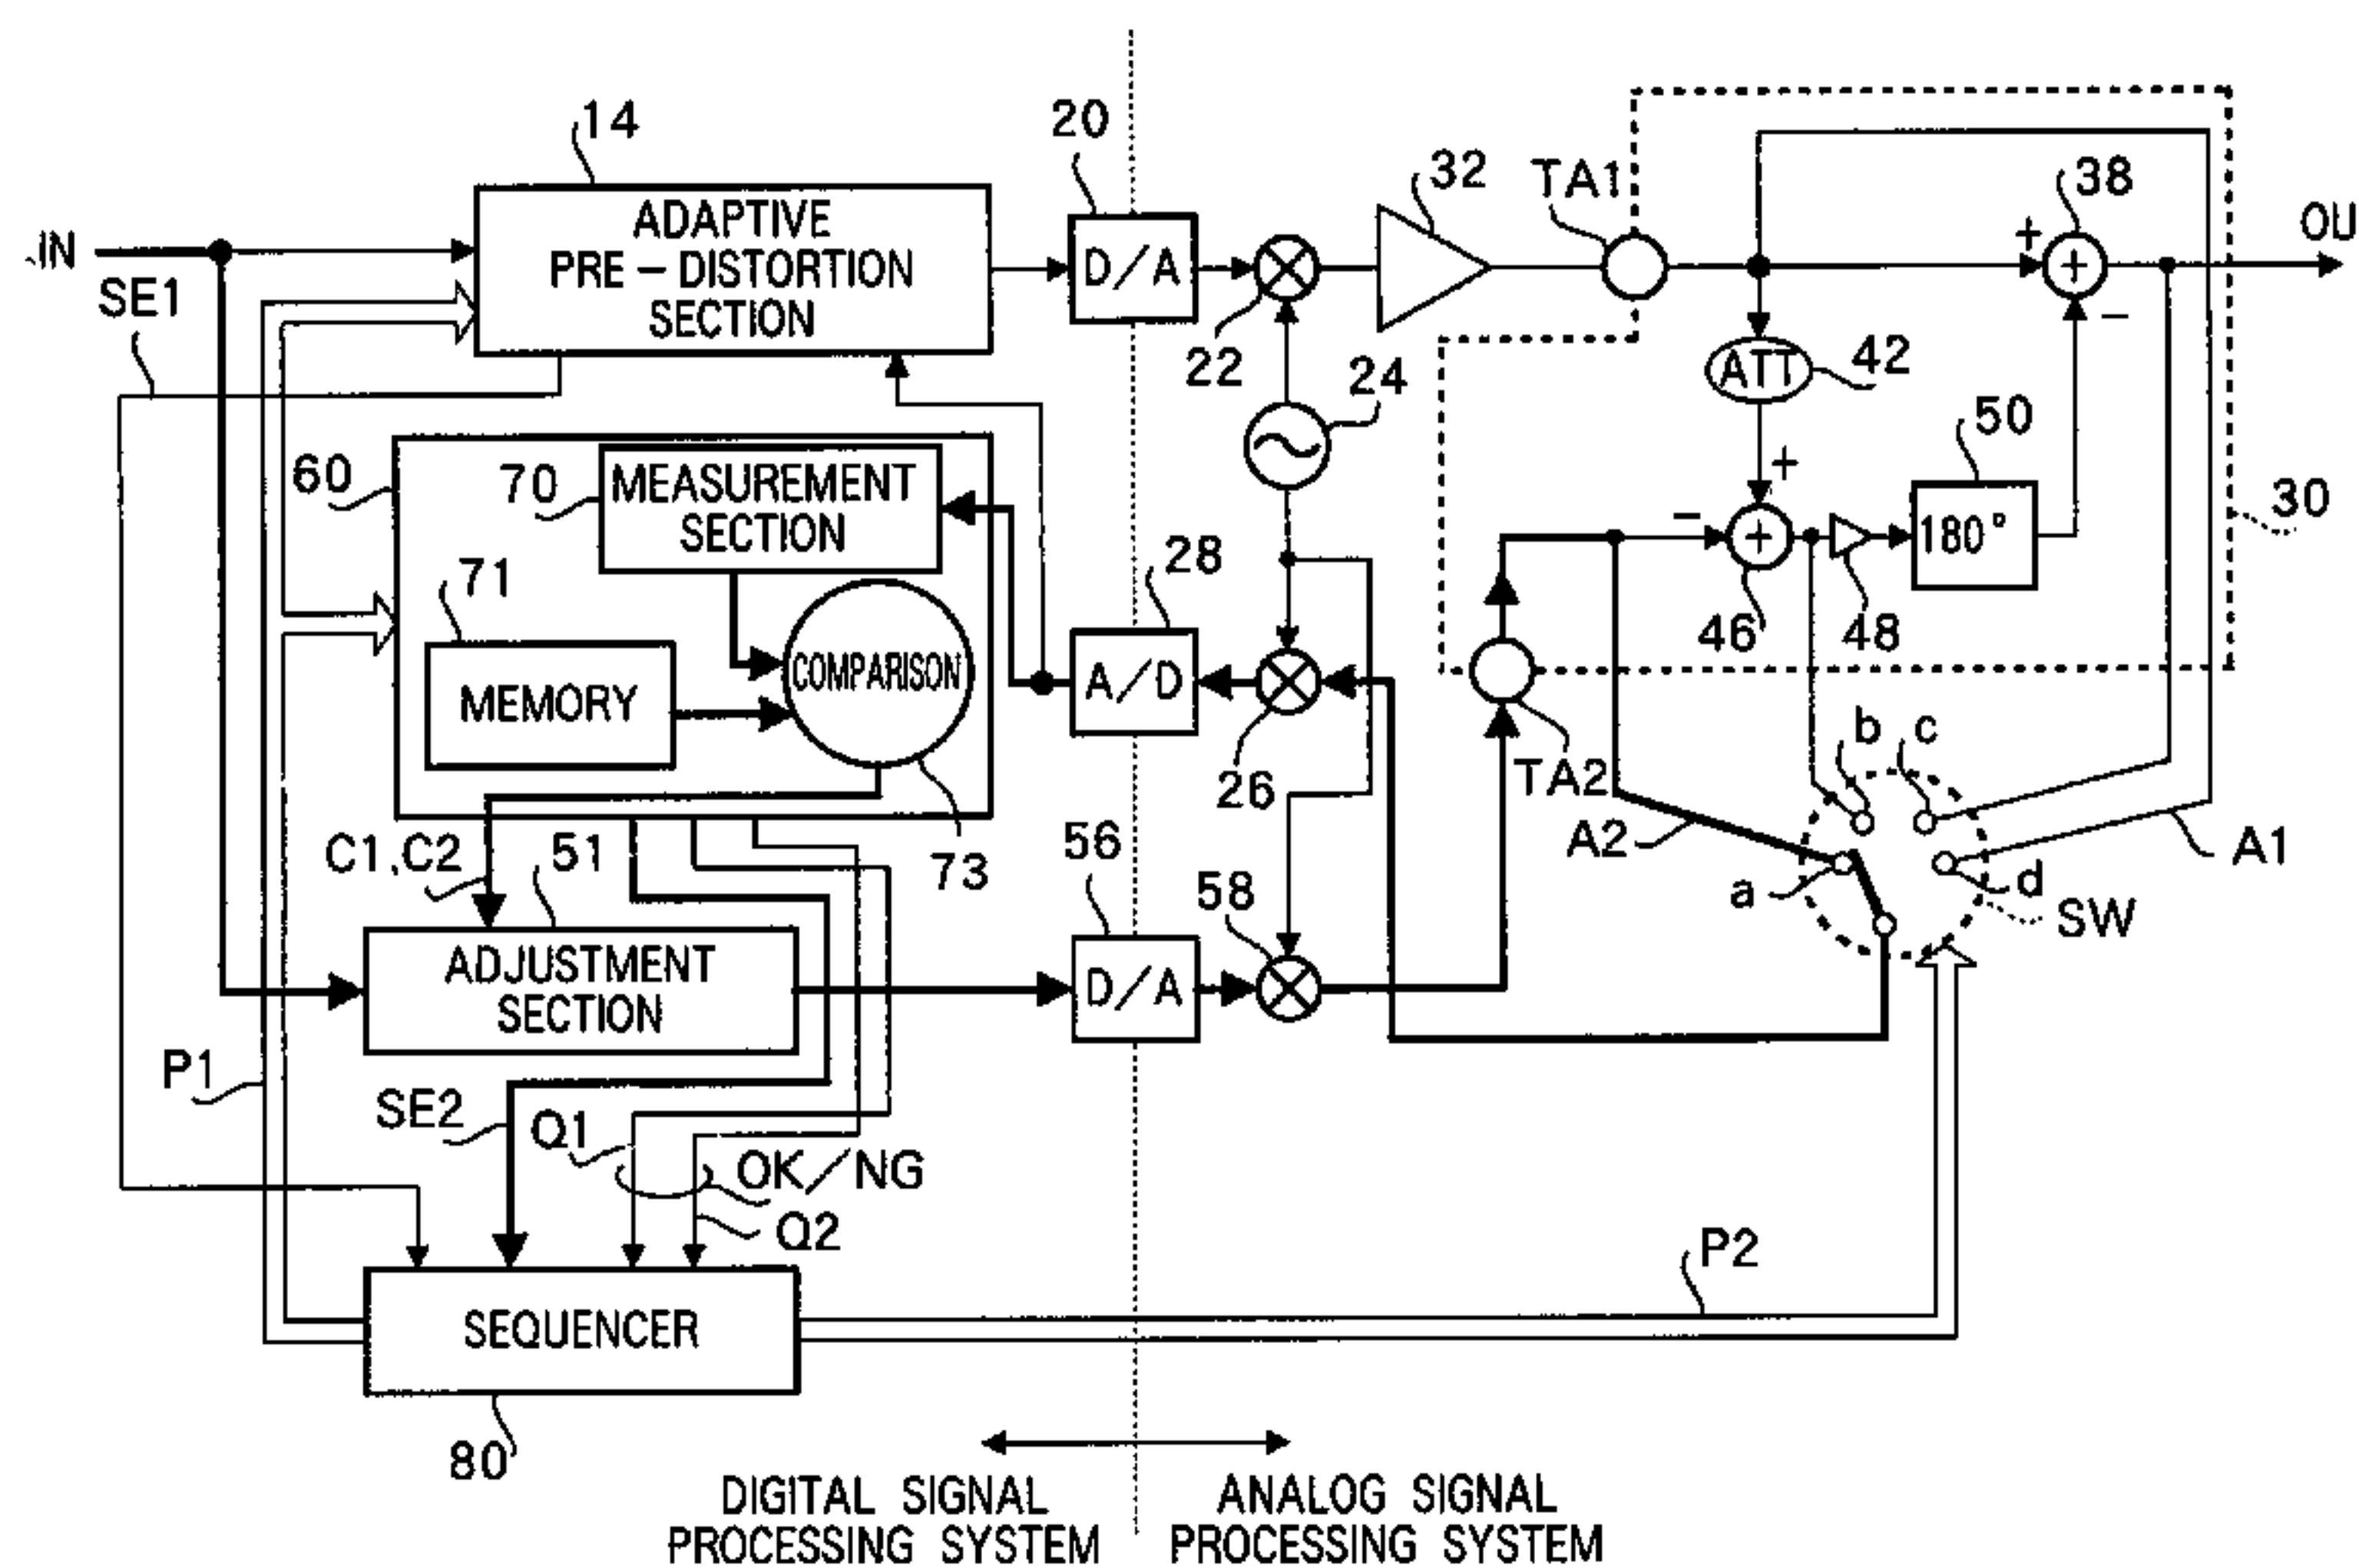 14
ADAPTIVE
PRE-DISTORTION
SECTION
20
D/A
32
TA1
38
+
+
OU
IN
SE1
22
24
−
ATT
42
50
30
60
70
MEASUREMENT
SECTION
+
−
+
180°
46
48
71
MEMORY
COMPARISON
28
A/D
26
TA2
b
c
C1,C2
51
73
56
58
A2
A1
a
d
SW
ADJUSTMENT
SECTION
D/A
P1
SE2
Q1
OK/NG
Q2
P2
SEQUENCER
80
DIGITAL SIGNAL
PROCESSING SYSTEM
ANALOG SIGNAL
PROCESSING SYSTEM